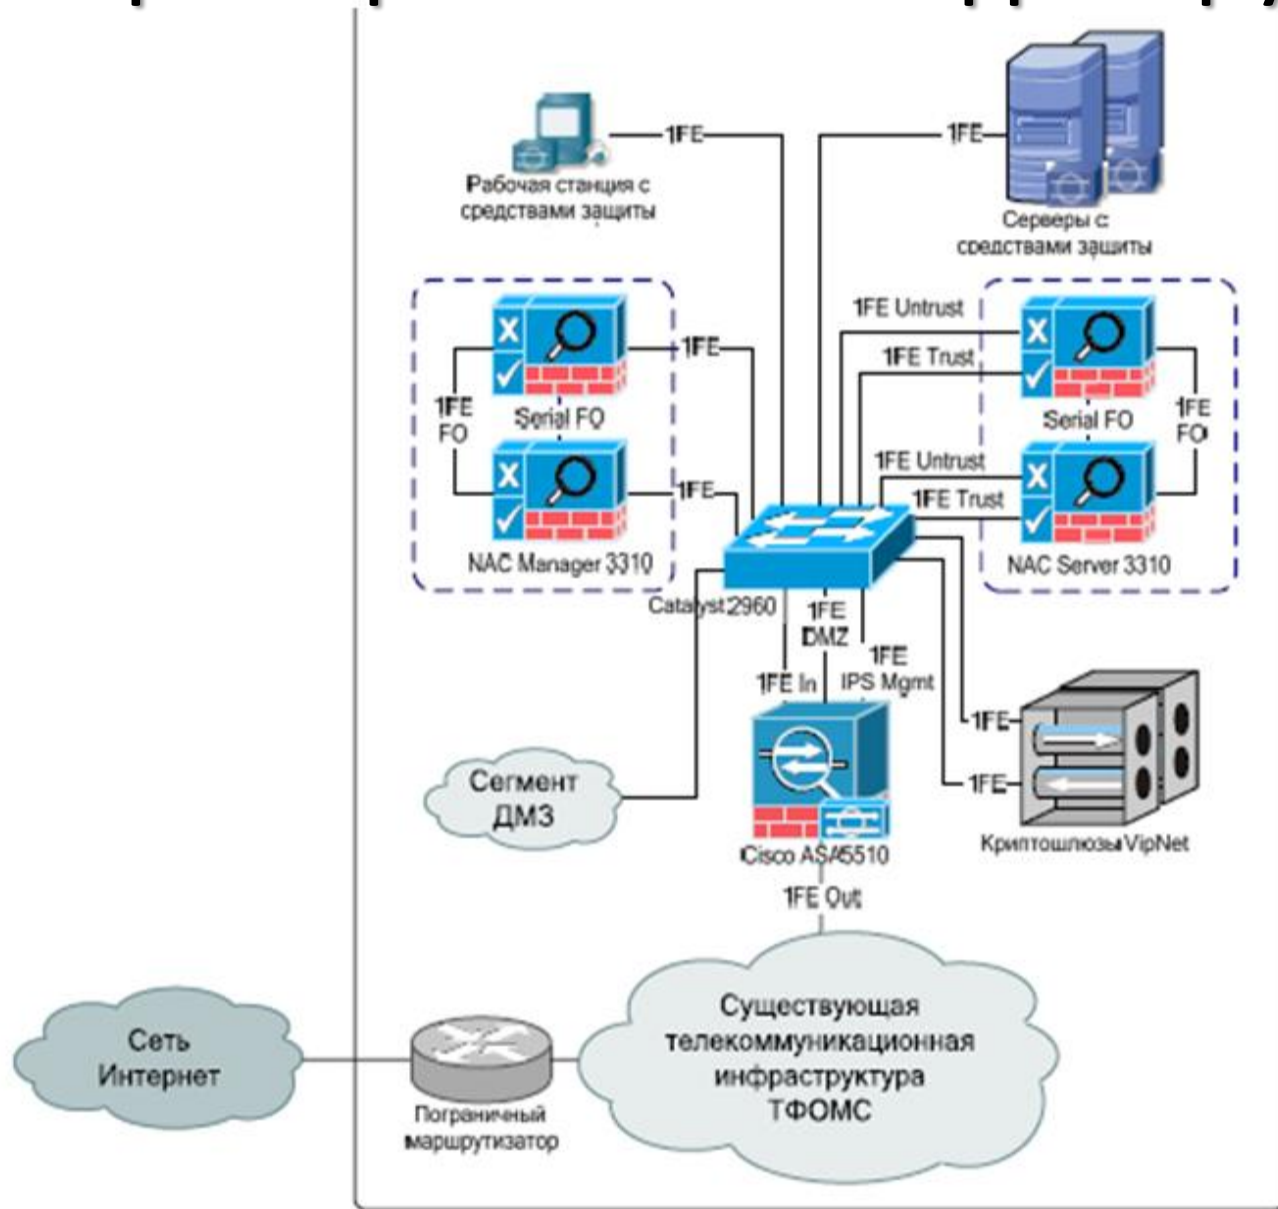 1FE
1FE
Рабочая станция с
средствами защиты
Серверы с
средствами защиты
1FE Untrust
1FE
1FE Trust
1FE
FO
Serial FO
Serial FO
1FE
FO
1FE Untrust
1FE
1FE Trust
NAC Manager 3310
NAC Server 3310
Catalyst 2960
1FE
DMZ
1FE
IPS Mgmt
1FE In
1FE
1FE
Сегмент
ДМЗ
Криптошлюзы VipNet
Cisco ASA5510
1FE Out
Существующая
телекоммуникационная
инфраструктура
ТФОМС
Сеть
Интернет
Пограничный
маршрутизатор